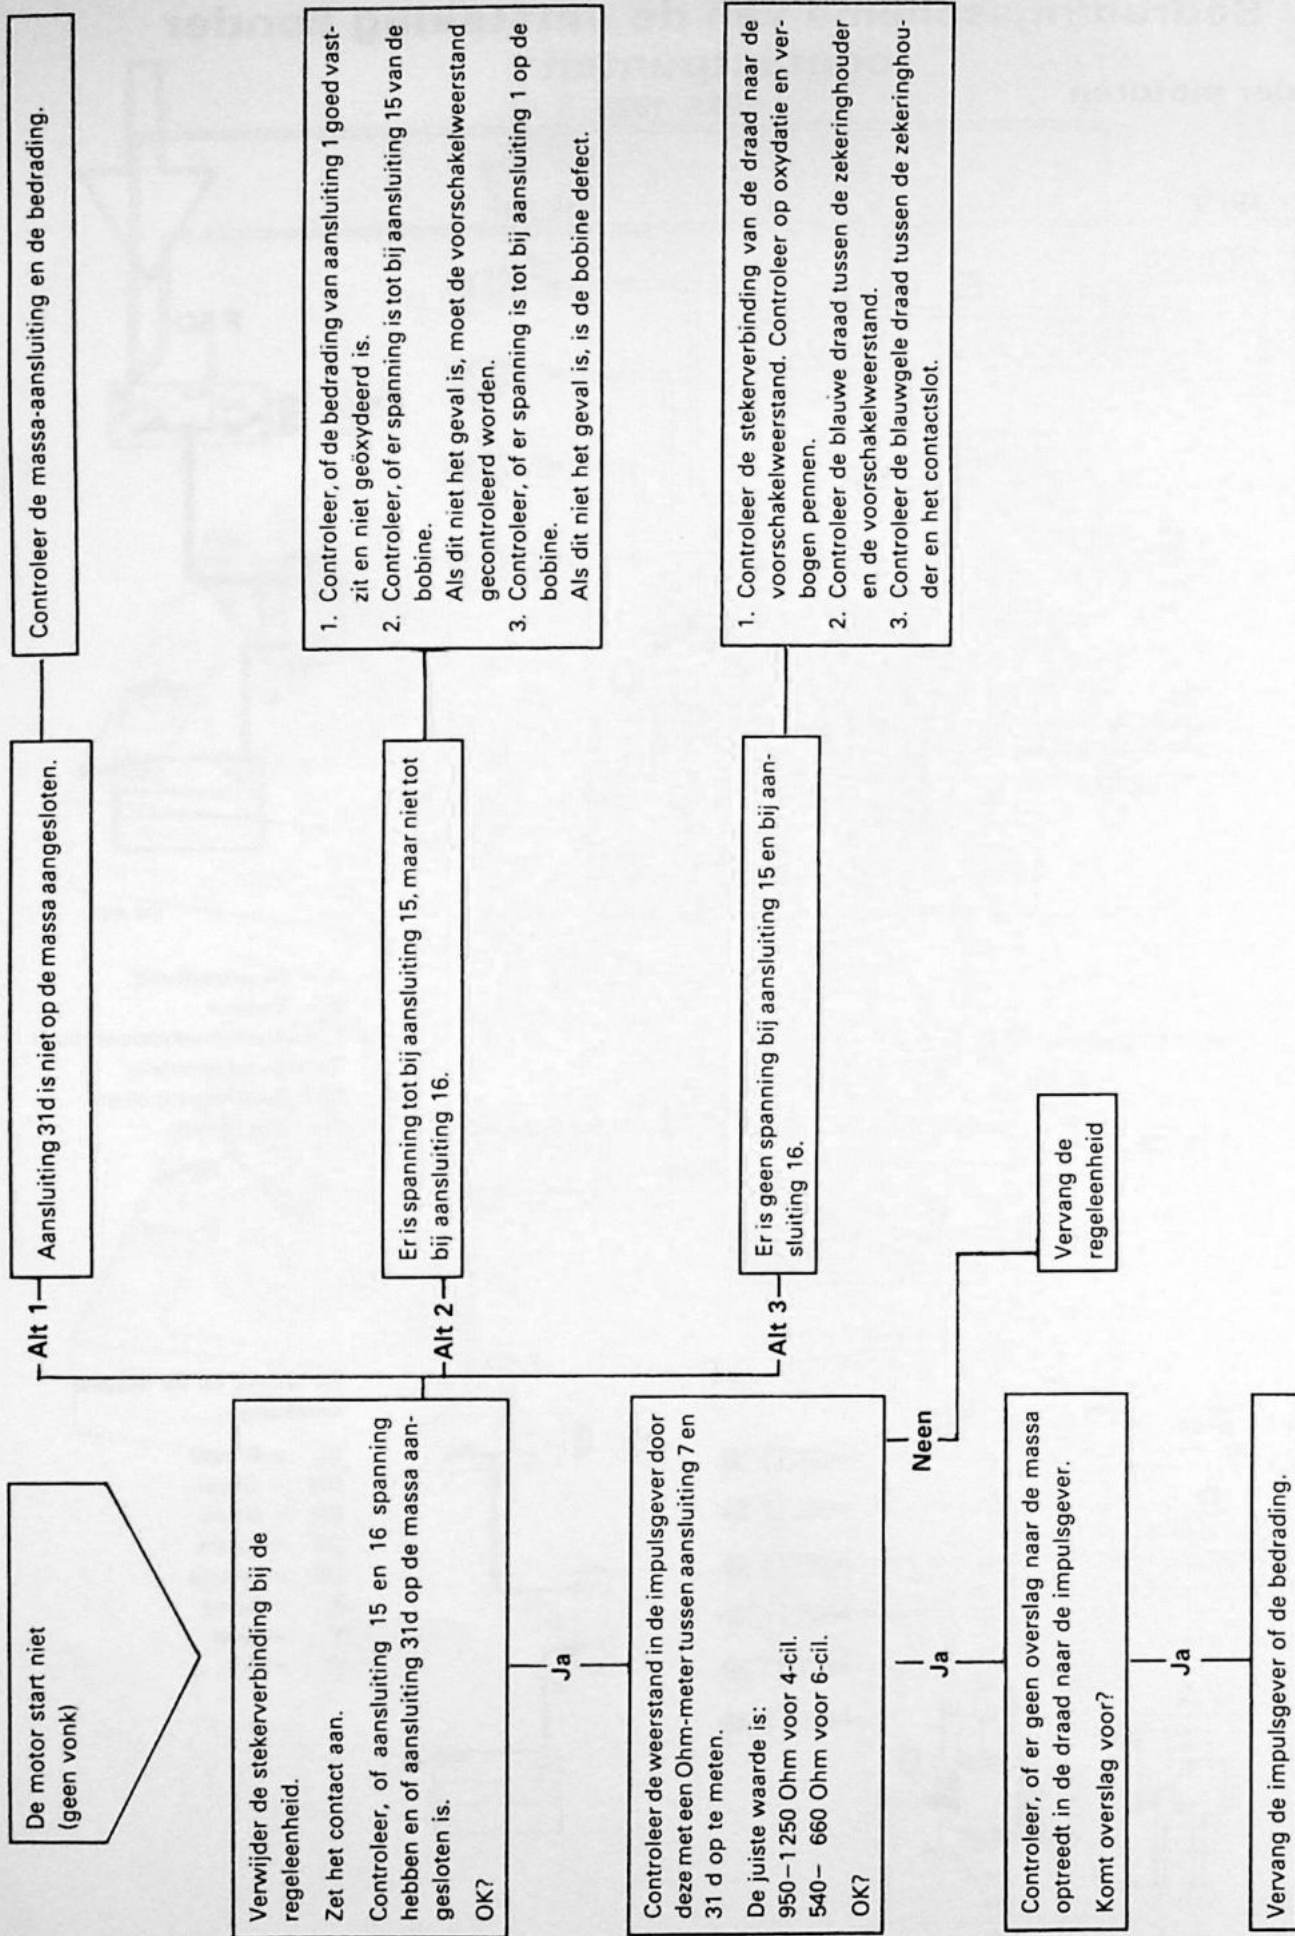 De motor start niet
(geen vonk)
Verwijder de stekerverbinding bij de
regeleenheid.
Zet het contact aan.
Controleer, of aansluiting 15 en 16 spanning
hebben en of aansluiting 31d op de massa aan-
gesloten is.
OK?
Alt 1
Aansluiting 31d is niet op de massa aangesloten.
Controleer de massa-aansluiting en de bedrading.
Alt 2
Er is spanning tot bij aansluiting 15, maar niet tot
bij aansluiting 16.
1. Controleer, of de bedrading van aansluiting 1 goed vast-
zit en niet geöxydeerd is.
2. Controleer, of er spanning is tot bij aansluiting 15 van de
bobine.
Als dit niet het geval is, moet de voorschakelweerstand
gecontroleerd worden.
3. Controleer, of er spanning is tot bij aansluiting 1 op de
bobine.
Als dit niet het geval is, is de bobine defect.
Alt 3
Er is geen spanning bij aansluiting 15 en bij aan-
sluiting 16.
1. Controleer de stekerverbinding van de draad naar de
voorschakelweerstand. Controleer op oxydatie en ver-
bogen pennen.
2. Controleer de blauwe draad tussen de zekeringhouder
en de voorschakelweerstand.
3. Controleer de blauwgele draad tussen de zekeringhou-
der en het contactslot.
Ja
Controleer de weerstand in de impulsgever door
deze met een Ohm-meter tussen aansluiting 7 en
31 d op te meten.
De juiste waarde is:
950–1250 Ohm voor 4-cil.
540– 660 Ohm voor 6-cil.
OK?
Neen
Vervang de
regeleenheid
Ja
Controleer, of er geen overslag naar de massa
optreedt in de draad naar de impulsgever.
Komt overslag voor?
Ja
Vervang de impulsgever of de bedrading.